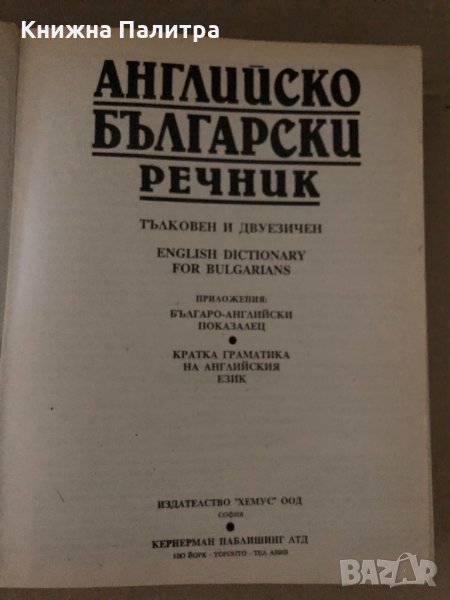 Книжна Палитра
АНГЛИЙСКО
БЪЛГАРСКИ
РЕЧНИК
ТЪЛКОВЕН И ДВУЕЗИЧЕН
ENGLISH DICTIONARY
FOR BULGARIANS
ПРИЛОЖЕНИЯ:
БЪЛГАРО-АНГЛИЙСКИ
ПОКАЗАЛЕЦ
●
КРАТКА ГРАМАТИКА
НА АНГЛИЙСКИЯ
ЕЗИК
ИЗДАТЕЛСТВО "ХЕМУС" ООД
СОФИЯ
●
КЕРНЕРМАН ПАБЛИШИНГ АТД
НЮ ЙОРК - ТОРОНТО - ТЕЛ АВИВ
BAZAR